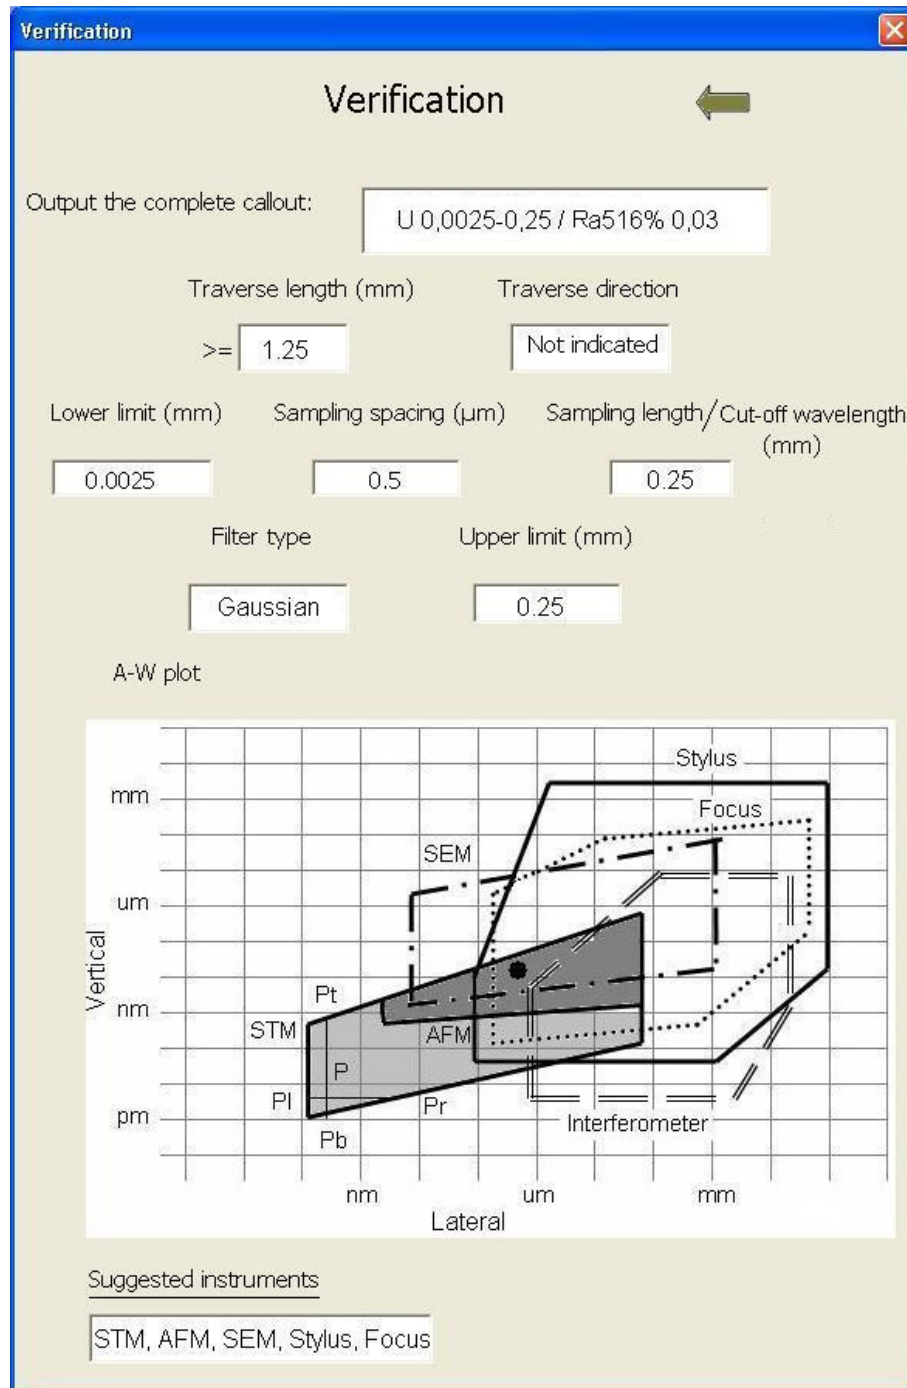 Verification
Verification
Output the complete callout:
U 0,0025-0,25 / Ra516% 0,03
Traverse length (mm)
Traverse direction
>= 1.25
Not indicated
Lower limit (mm)
Sampling spacing (µm)
Sampling length/Cut-off wavelength
(mm)
0.0025
0.5
0.25
Filter type
Upper limit (mm)
Gaussian
0.25
A-W plot
Stylus
mm
Focus
SEM
um
Vertical
Pt
nm
STM
AFM
P
Pl
Pr
pm
Interferometer
Pb
nm
um
mm
Lateral
Suggested instruments
STM, AFM, SEM, Stylus, Focus